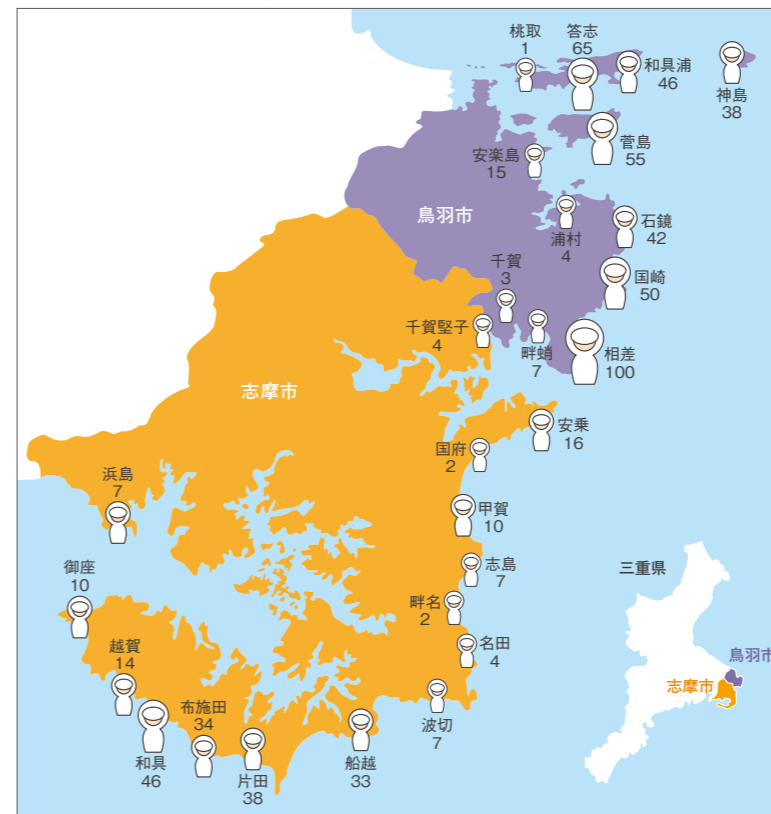 桃取
1
答志
65
和具浦
46
神島
38
菅島
55
安楽島
15
鳥羽市
浦村
4
石鏡
42
国崎
50
千賀
3
千賀堅子
4
畔蛸
7
相差
100
志摩市
安乗
16
国府
2
浜島
7
甲賀
10
御座
10
志島
7
畔名
2
名田
4
越賀
14
和具
46
布施田
34
片田
38
船越
33
波切
7
三重県
鳥羽市
志摩市